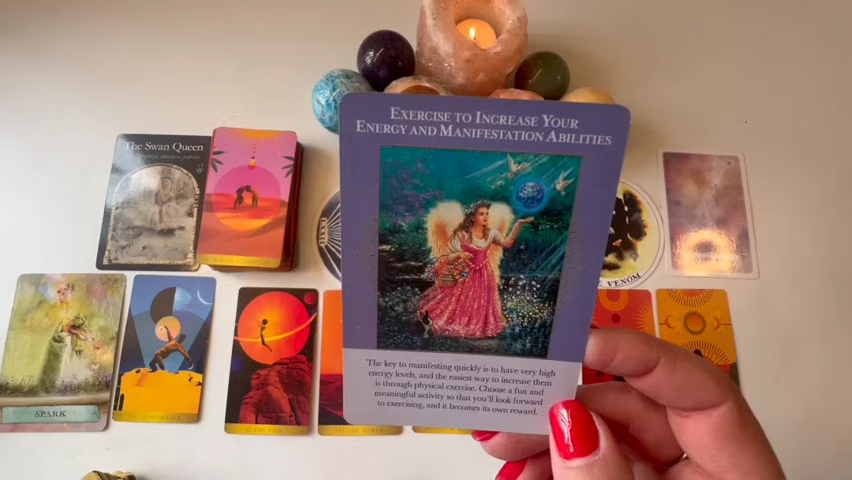 EXERCISE TO INCREASE YOUR
ENERGY AND MANIFESTATION ABILITIES
The key to manifesting quickly is to have very high
energy levels, and the easiest way to increase them
is through physical exercise. Choose a fun and
meaningful activity so that you'll look forward
to exercising, and it becomes its own reward.
The Swan Queen
VENOM
SPARK